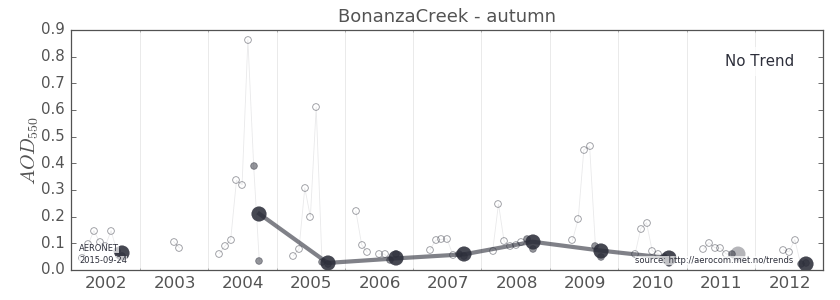 BonanzaCreek - autumn
No Trend
AOD550
0.9
0.8
0.7
0.6
0.5
0.4
0.3
0.2
0.1
0.0
AERONET
2015-09-24
source: http://aerocom.met.no/trends
2002 2003 2004 2005 2006 2007 2008 2009 2010 2011 2012